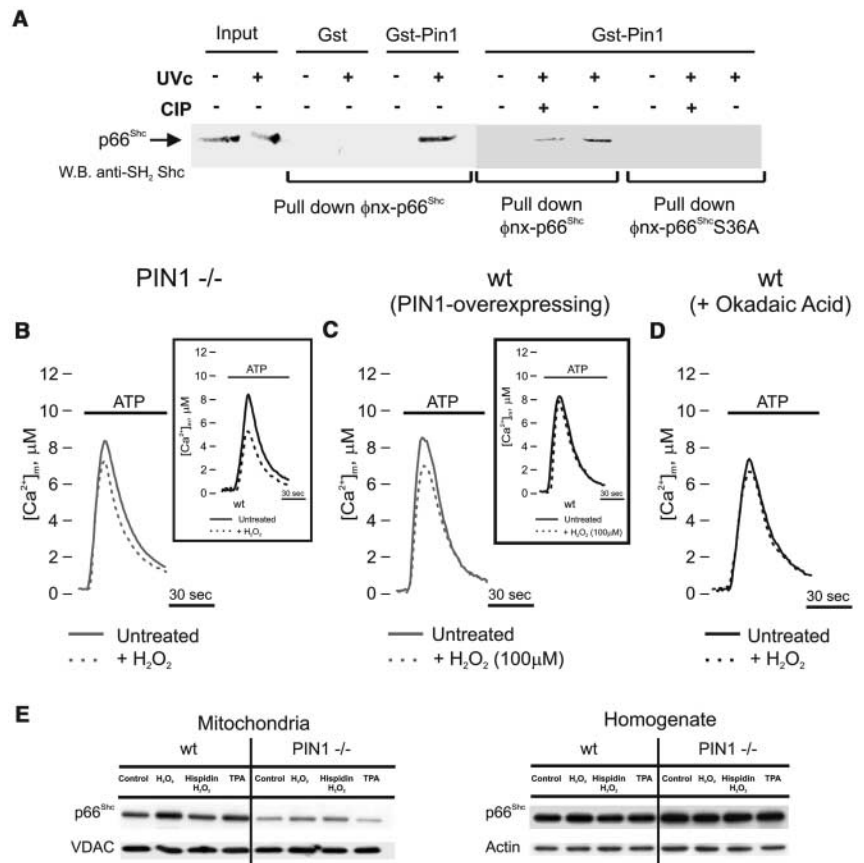 A
Input Gst Gst-Pin1 Gst-Pin1
UVc - + - + - + - + + - + +
CIP - + - - + -
p66Shc
W.B. anti-SH2 Shc
Pull down ϕnx-p66Shc
Pull down
ϕnx-p66Shc
Pull down
ϕnx-p66ShcS36A
PIN1 -/-
wt
(PIN1-overexpressing)
wt
(+ Okadaic Acid)
B
12
10
8
6
4
2
0
[Ca2+]m, μM
ATP
30 sec
Untreated
+ H2O2
12
10
8
6
4
2
0
[Ca2+]m, μM
ATP
wt
30 sec
Untreated
+ H2O2
C
12
10
8
6
4
2
0
[Ca2+]m, μM
ATP
30 sec
Untreated
+ H2O2 (100μM)
12
10
8
6
4
2
0
[Ca2+]m, μM
ATP
wt
30 sec
Untreated
+ H2O2 (100μM)
D
12
10
8
6
4
2
0
[Ca2+]m, μM
ATP
30 sec
Untreated
+ H2O2
E
Mitochondria
wt PIN1 -/-
Control H2O2 Hispidin H2O2 TPA Control H2O2 Hispidin H2O2 TPA
p66Shc
VDAC
Homogenate
wt PIN1 -/-
Control H2O2 Hispidin H2O2 TPA Control H2O2 Hispidin H2O2 TPA
p66Shc
Actin